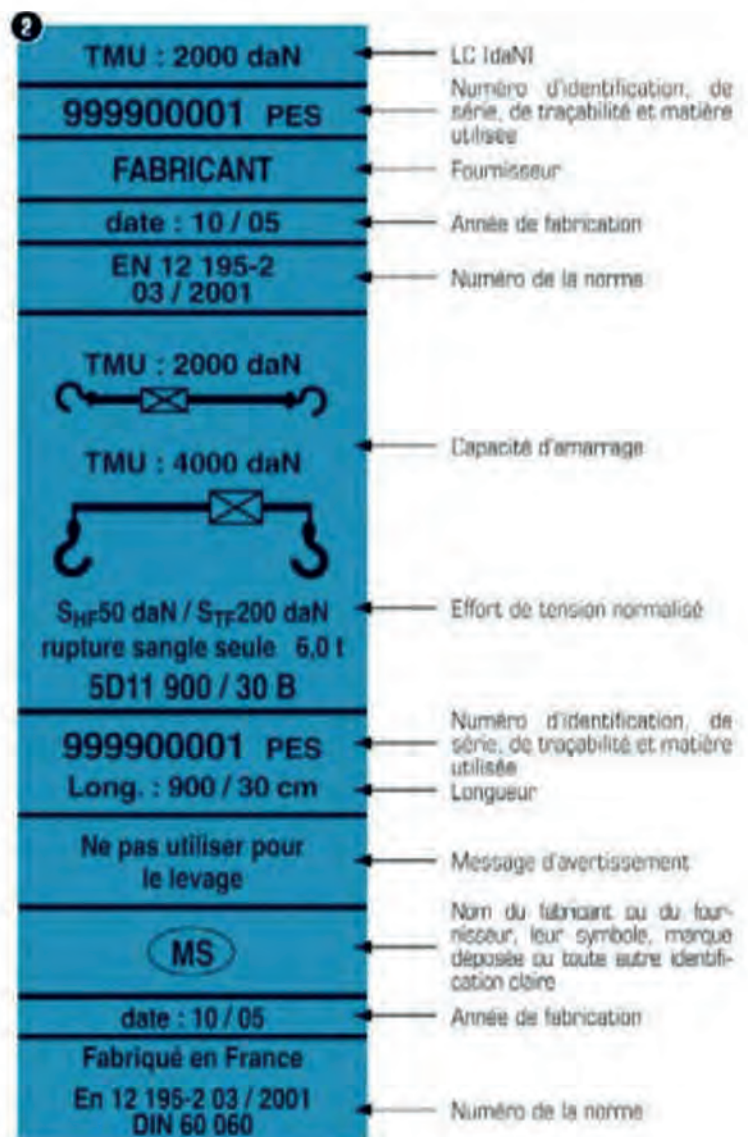 2
TMU : 2000 daN
LC (daN)
999900001 PES
Numéro d'identification, de
série, de traçabilité et matière
utilisée
FABRICANT
Fournisseur
date : 10 / 05
Année de fabrication
EN 12 195-2
03 / 2001
Numéro de la norme
TMU : 2000 daN
TMU : 4000 daN
Capacité d'amarrage
SHF50 daN / STF200 daN
Effort de tension normalisé
rupture sangle seule 6,0 t
5D11 900 / 30 B
999900001 PES
Numéro d'identification, de
série, de traçabilité et matière
utilisée
Long. : 900 / 30 cm
Longueur
Ne pas utiliser pour
le levage
Message d'avertissement
MS
Nom du fabricant ou du four-
nisseur, leur symbole, marque
déposée ou toute autre identifi-
cation claire
date : 10 / 05
Année de fabrication
Fabriqué en France
En 12 195-2 03 / 2001
DIN 60 060
Numéro de la norme